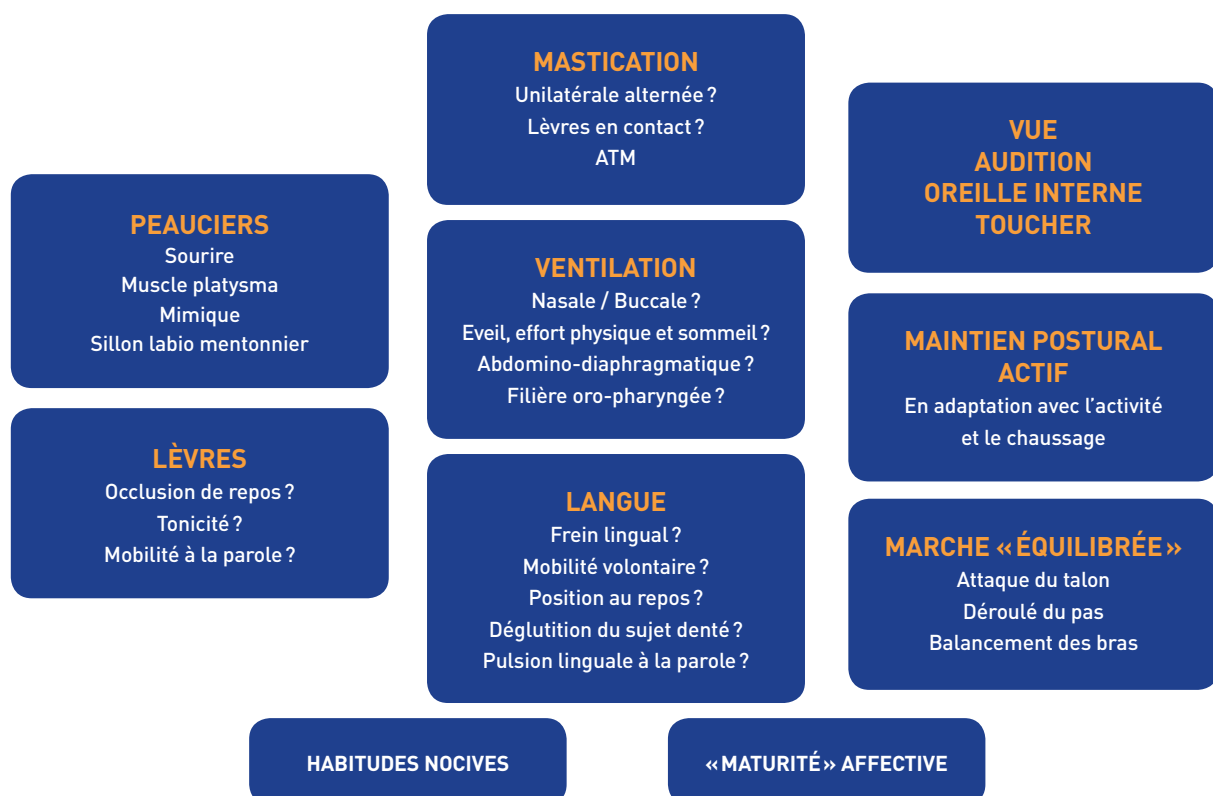 MASTICATION
Unilatérale alternée ?
Lèvres en contact ?
ATM
VUE
AUDITION
OREILLE INTERNE
TOUCHER
PEAUCIERS
Sourire
Muscle platysma
Mimique
Sillon labio mentonnier
VENTILATION
Nasale / Buccale ?
Eveil, effort physique et sommeil ?
Abdomino-diaphragmatique ?
Filière oro-pharyngée ?
MAINTIEN POSTURAL
ACTIF
En adaptation avec l'activité
et le chaussage
LÈVRES
Occlusion de repos ?
Tonicité ?
Mobilité à la parole ?
LANGUE
Frein lingual ?
Mobilité volontaire ?
Position au repos ?
Déglutition du sujet denté ?
Pulsion linguale à la parole ?
MARCHE « ÉQUILIBRÉE »
Attaque du talon
Déroulé du pas
Balancement des bras
HABITUDES NOCIVES
« MATURITÉ » AFFECTIVE